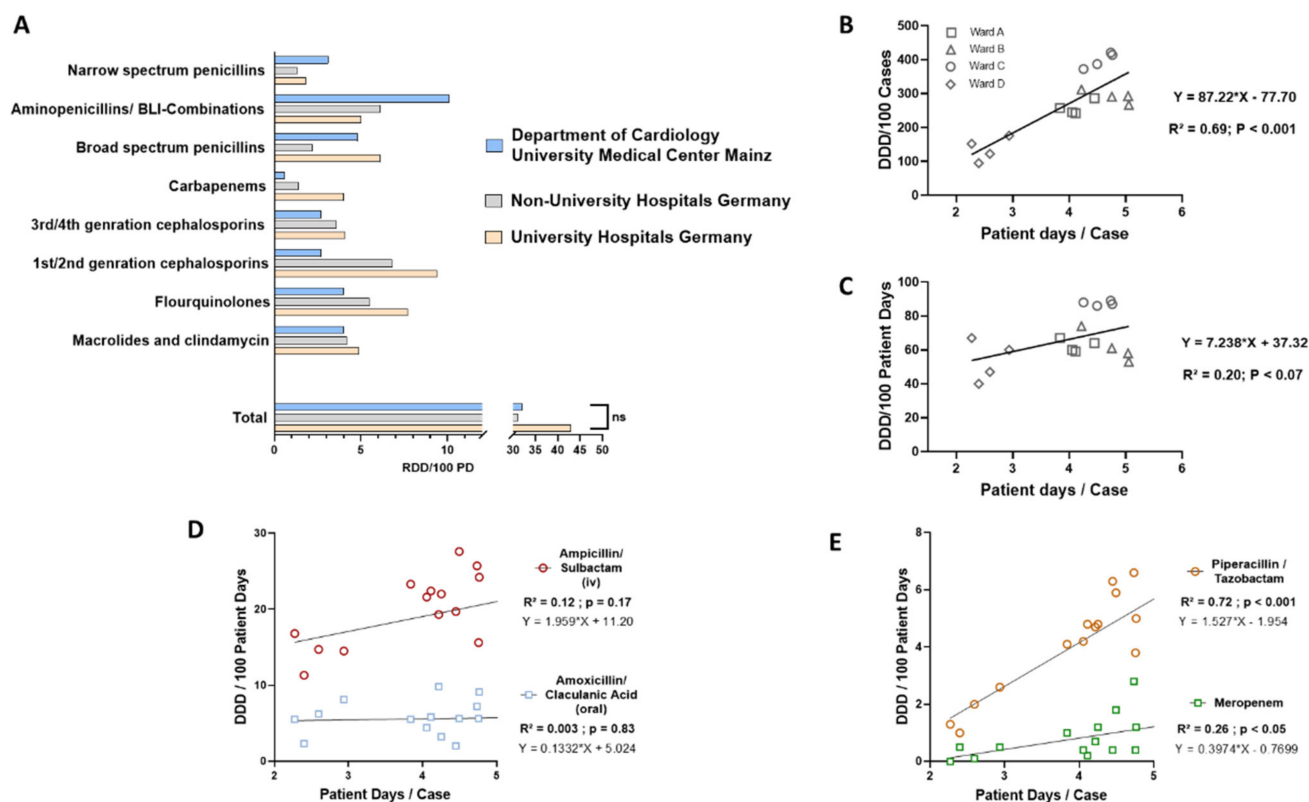 A
Narrow spectrum penicillins
Aminopenicillins/ BLI-Combinations
Broad spectrum penicillins
Carbapenems
3rd/4th genration cephalosporins
1st/2nd genration cephalosporins
Flourquinolones
Macrolides and clindamycin
Total
0 5 10 30 35 40 45 50
RDD/100 PD
ns
Department of Cardiology
University Medical Center Mainz
Non-University Hospitals Germany
University Hospitals Germany
B
DDD/100 Cases
500
400
300
200
100
0
Ward A
Ward B
Ward C
Ward D
2 3 4 5 6
Patient days / Case
Y = 87.22*X - 77.70
R² = 0.69; P < 0.001
C
DDD/100 Patient Days
100
80
60
40
20
0
2 3 4 5 6
Patient days / Case
Y = 7.238*X + 37.32
R² = 0.20; P < 0.07
D
DDD / 100 Patient Days
30
20
10
0
2 3 4 5
Patient Days / Case
Ampicillin/
Sulbactam
(iv)
R² = 0.12 ; p = 0.17
Y = 1.959*X + 11.20
Amoxicillin/
Claculanic Acid
(oral)
R² = 0.003 ; p = 0.83
Y = 0.1332*X + 5.024
E
DDD / 100 Patient Days
8
6
4
2
0
2 3 4 5
Patient Days / Case
Piperacillin /
Tazobactam
R² = 0.72 ; p < 0.001
Y = 1.527*X - 1.954
Meropenem
R² = 0.26 ; p < 0.05
Y = 0.3974*X - 0.7699